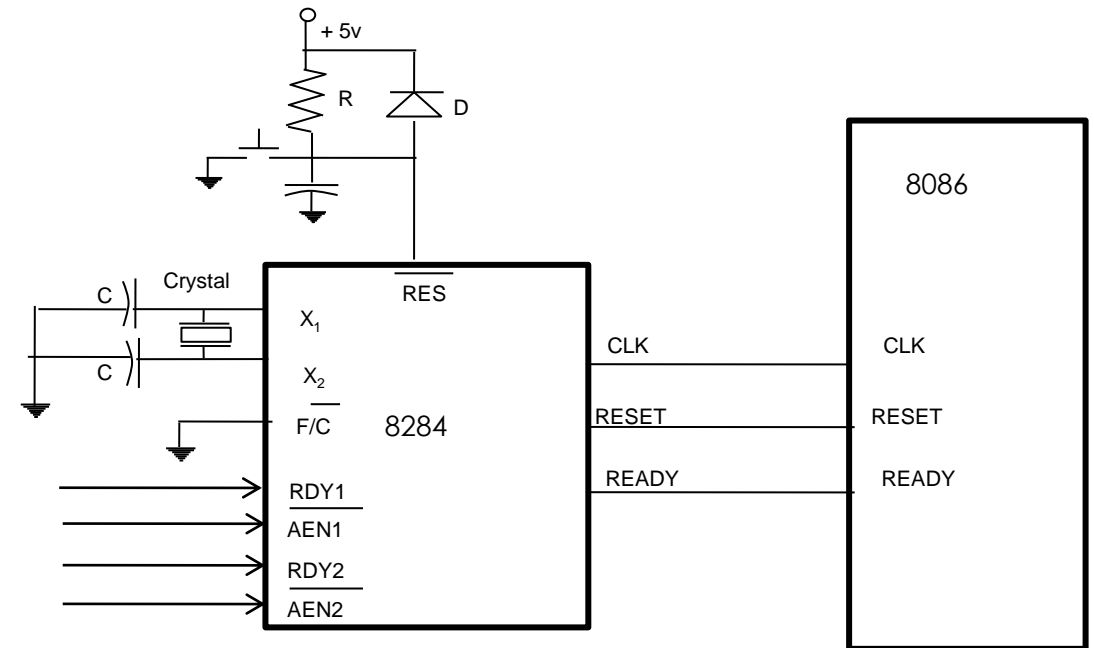 + 5v
R
D
8086
Crystal
C
RES
X1
CLK
CLK
C
X2
F/C
8284
RESET
RESET
READY
READY
RDY1
AEN1
RDY2
AEN2